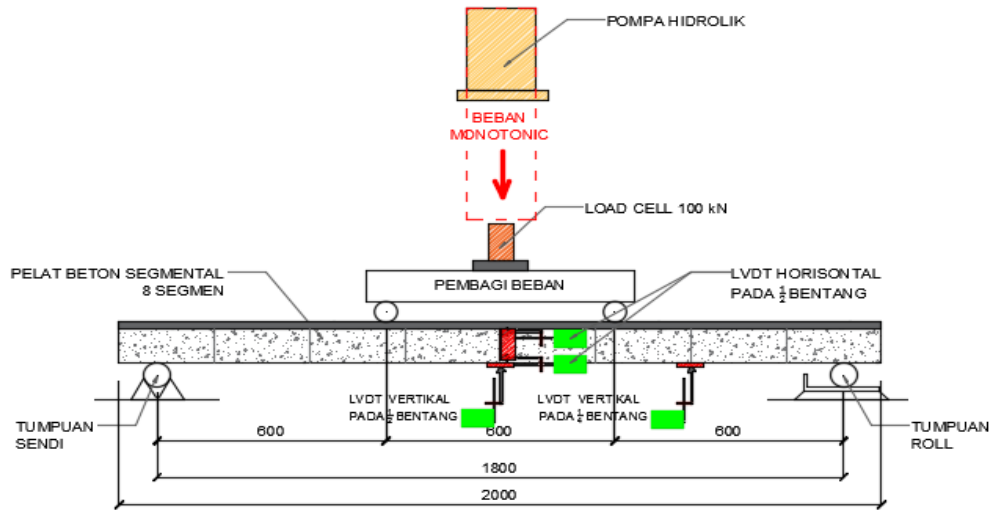 POMPA HIDROLIK
BEBAN
MONOTONIC
LOAD CELL 100 kN
PELAT BETON SEGMENTAL
8 SEGMEN
PEMBAGI BEBAN
LVDT HORISONTAL
PADA ½ BENTANG
LVDT VERTIKAL
PADA ½ BENTANG
LVDT VERTIKAL
PADA ¼ BENTANG
TUMPUAN
SENDI
TUMPUAN
ROLL
600
600
600
1800
2000